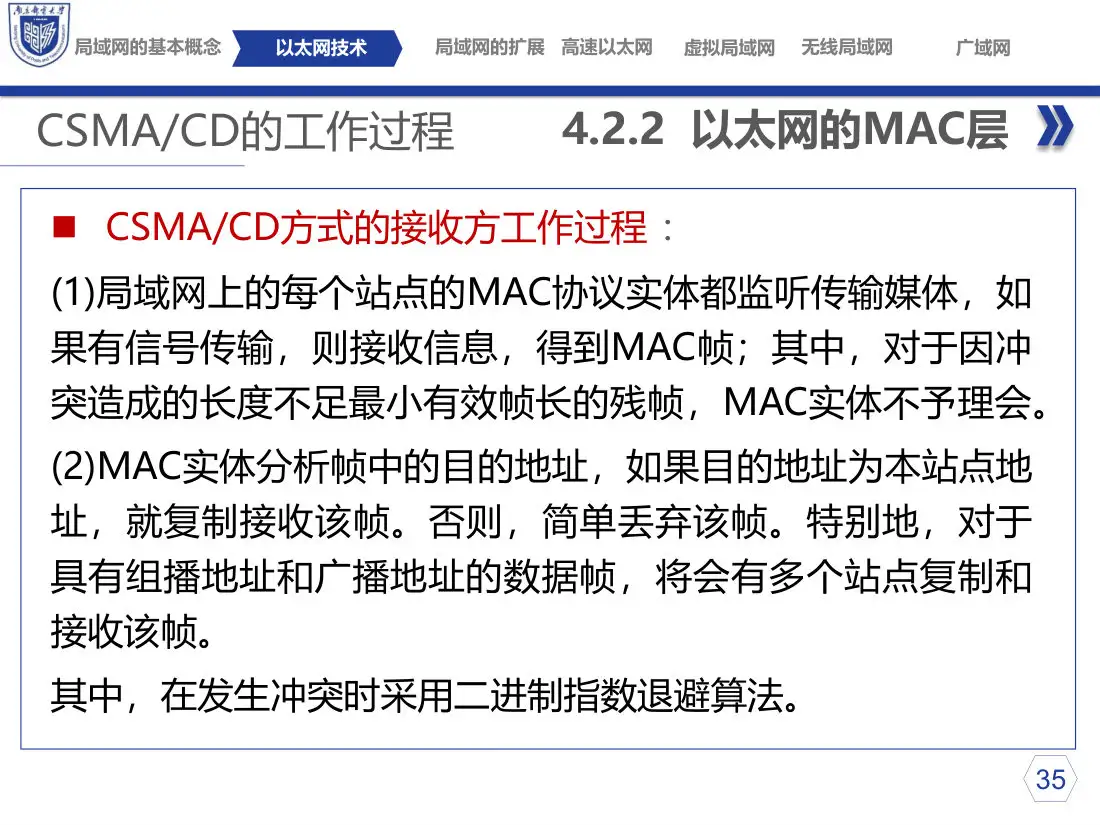 南京邮电大学
局域网的基本概念 以太网技术 局域网的扩展 高速以太网 虚拟局域网 无线局域网 广域网
CSMA/CD的工作过程 4.2.2 以太网的MAC层
CSMA/CD方式的接收方工作过程：
(1)局域网上的每个站点的MAC协议实体都监听传输媒体，如
果有信号传输，则接收信息，得到MAC帧；其中，对于因冲
突造成的长度不足最小有效帧长的残帧，MAC实体不予理会。
(2)MAC实体分析帧中的目的地址，如果目的地址为本站点地
址，就复制接收该帧。否则，简单丢弃该帧。特别地，对于
具有组播地址和广播地址的数据帧，将会有多个站点复制和
接收该帧。
其中，在发生冲突时采用二进制指数退避算法。
35